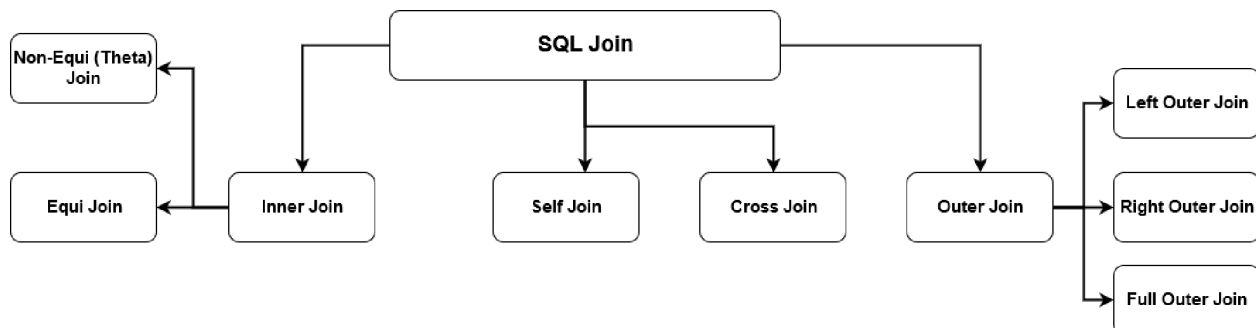 SQL Join
Non-Equi (Theta)
Join
Left Outer Join
Equi Join
Inner Join
Self Join
Cross Join
Outer Join
Right Outer Join
Full Outer Join